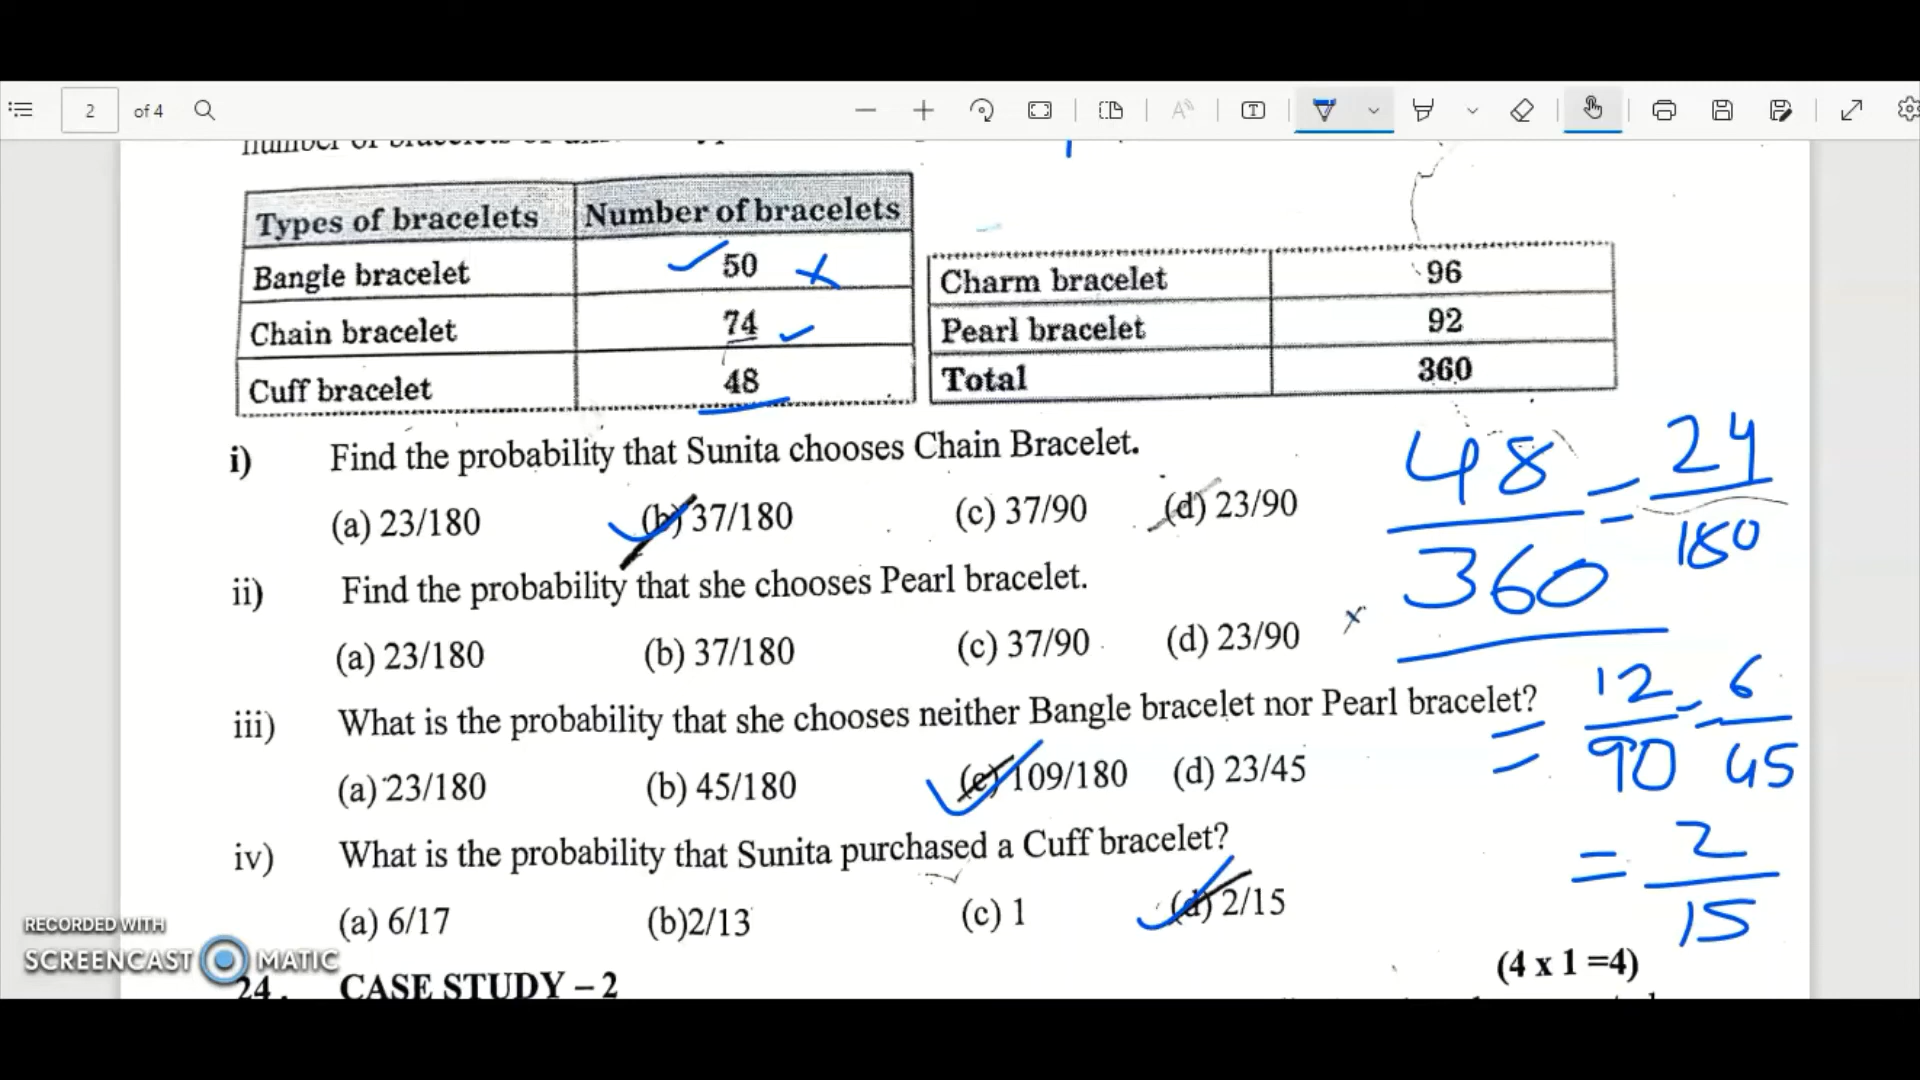 2 of 4
number of bracelets of
Types of bracelets Number of bracelets
Bangle bracelet 50
Chain bracelet 74
Cuff bracelet 48
Charm bracelet 96
Pearl bracelet 92
Total 360
i) Find the probability that Sunita chooses Chain Bracelet.
(a) 23/180 (b) 37/180 (c) 37/90 (d) 23/90
ii) Find the probability that she chooses Pearl bracelet.
(a) 23/180 (b) 37/180 (c) 37/90 (d) 23/90
iii) What is the probability that she chooses neither Bangle bracelet nor Pearl bracelet?
(a) 23/180 (b) 45/180 (c) 109/180 (d) 23/45
iv) What is the probability that Sunita purchased a Cuff bracelet?
(a) 6/17 (b)2/13 (c) 1 (d) 2/15
(4 x 1 =4)
24. CASE STUDY – 2
48/360 = 24/180
= 12/90 = 6/45
= 2/15
RECORDED WITH
SCREENCAST MATIC